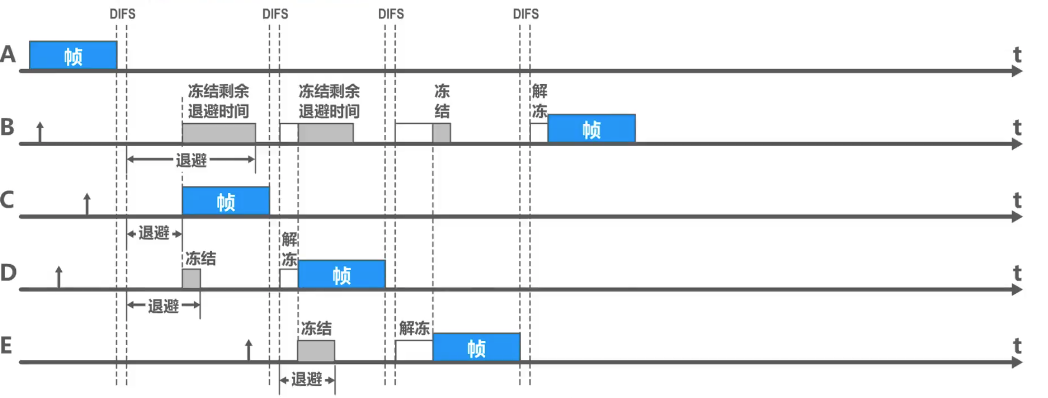 DIFS DIFS DIFS DIFS
A 帧 t
冻结剩余 冻结剩余 冻 解
退避时间 退避时间 结 冻
B 帧 t
退避
C 帧 t
退避 解
冻结 冻
D 帧 t
退避
冻结 解冻
E 帧 t
退避